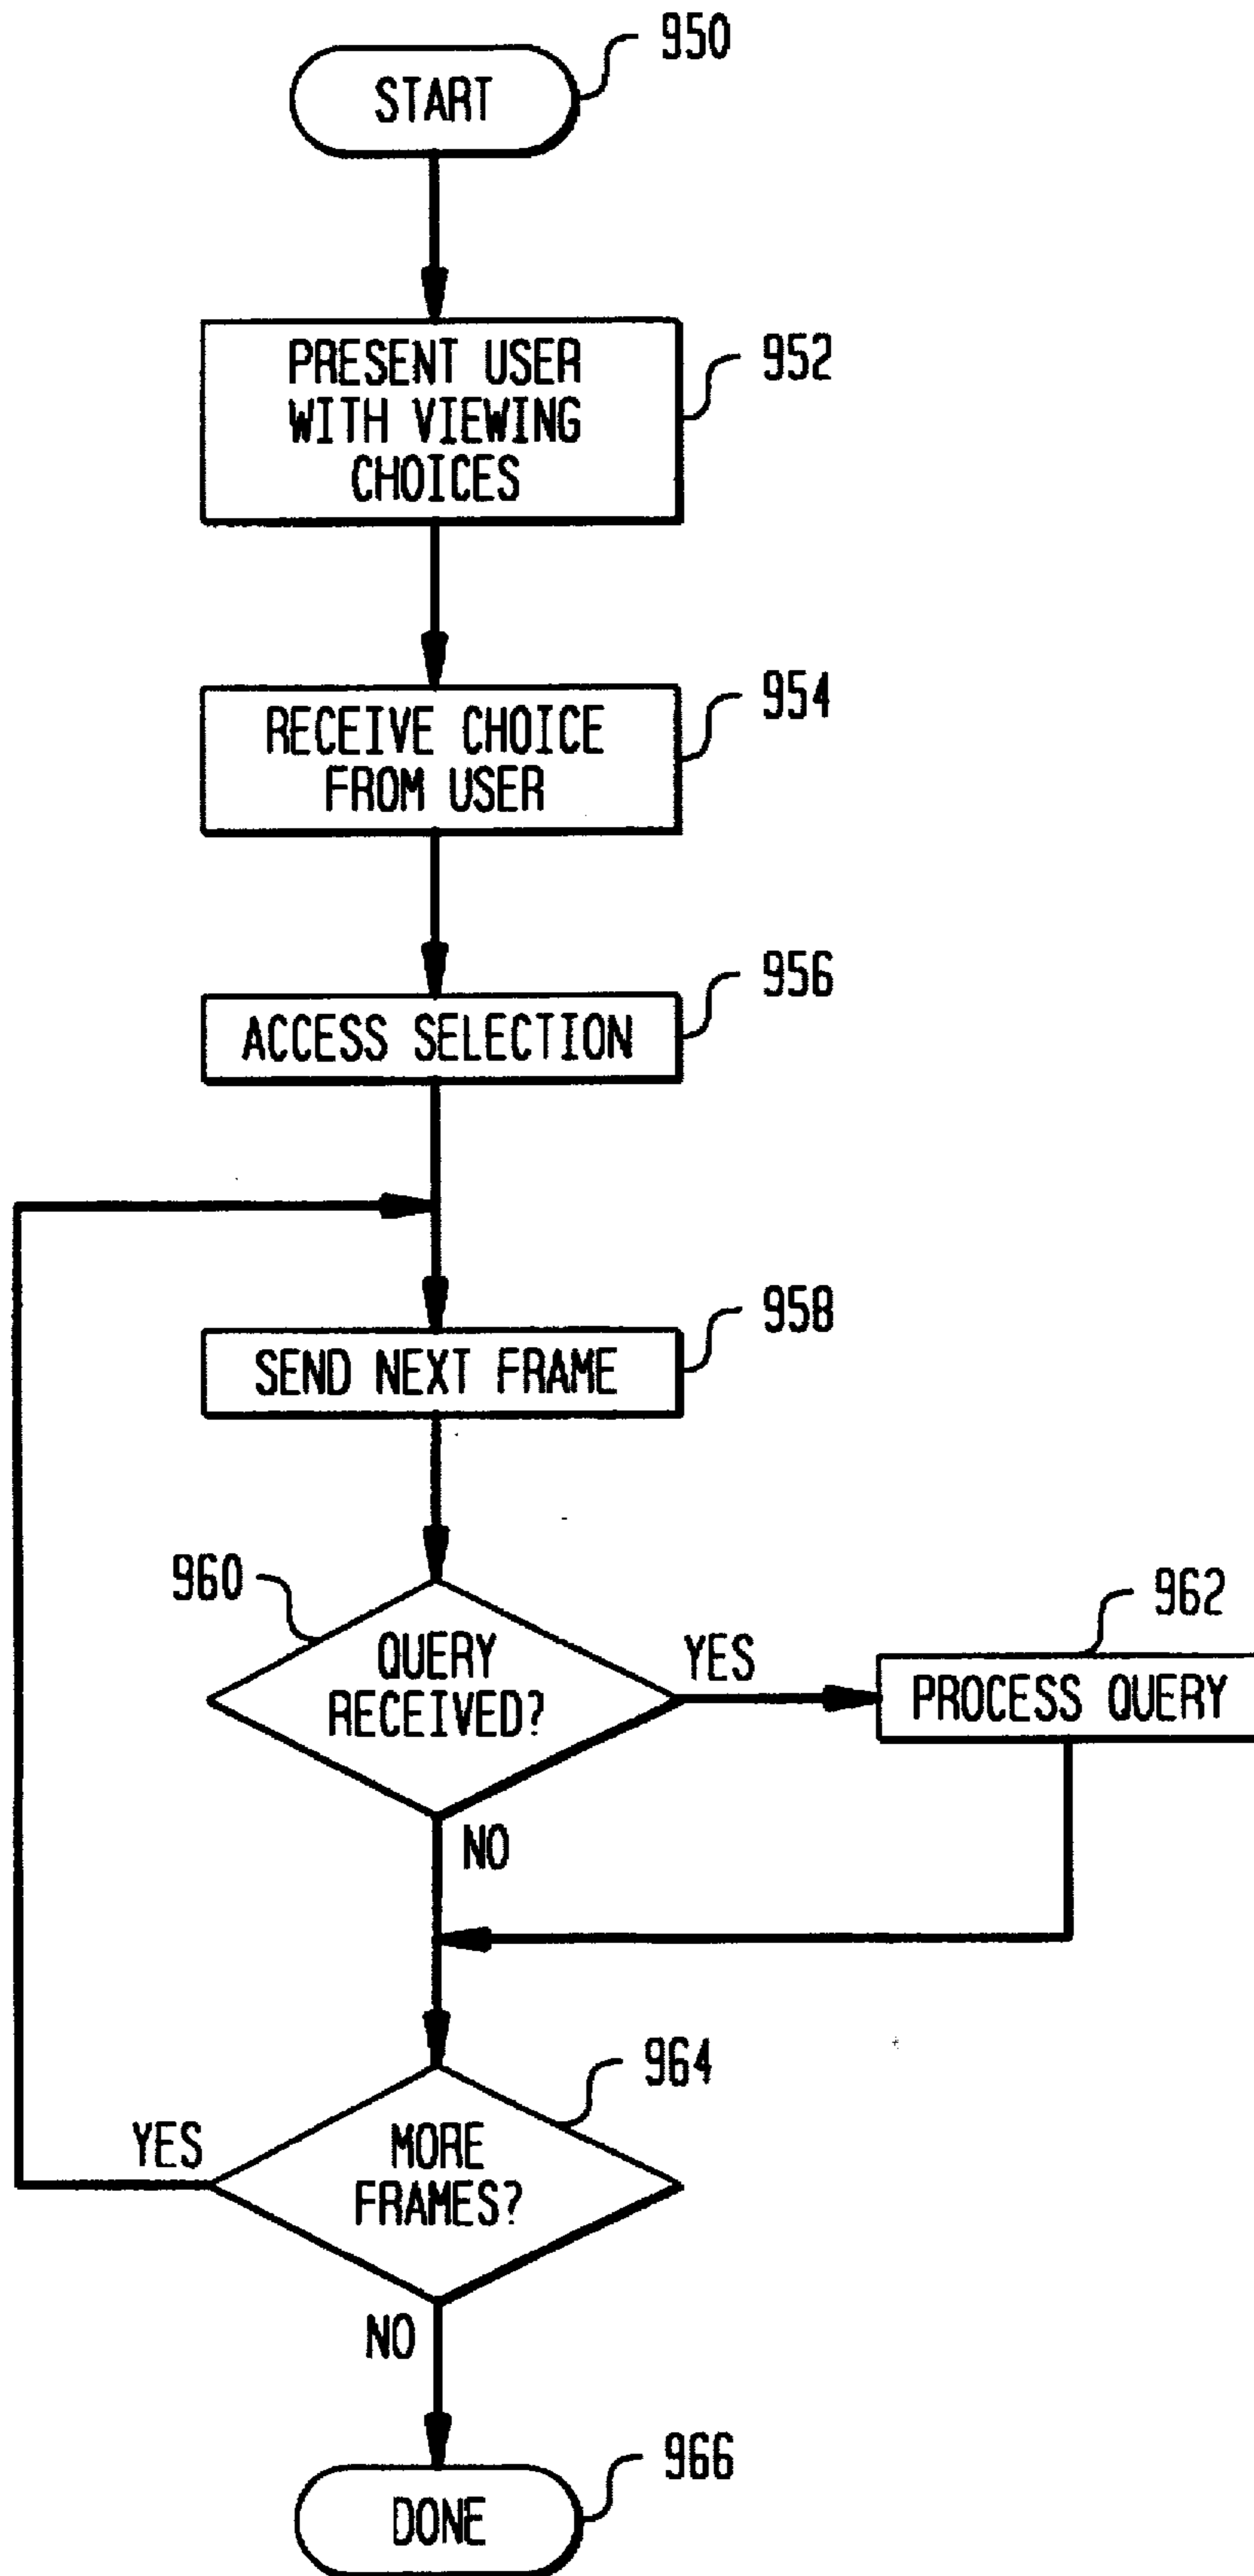 950
START
952
PRESENT USER
WITH VIEWING
CHOICES
954
RECEIVE CHOICE
FROM USER
956
ACCESS SELECTION
958
SEND NEXT FRAME
960
QUERY
RECEIVED?
YES
962
PROCESS QUERY
NO
964
YES
MORE
FRAMES?
NO
966
DONE